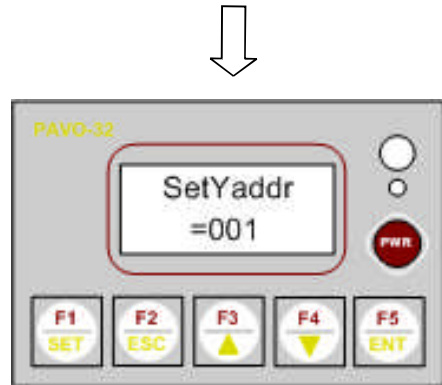 PAVO-32
SetYaddr
=001
PWR
F1 F2 F3 F4 F5
SET ESC ▲ ▼ ENT